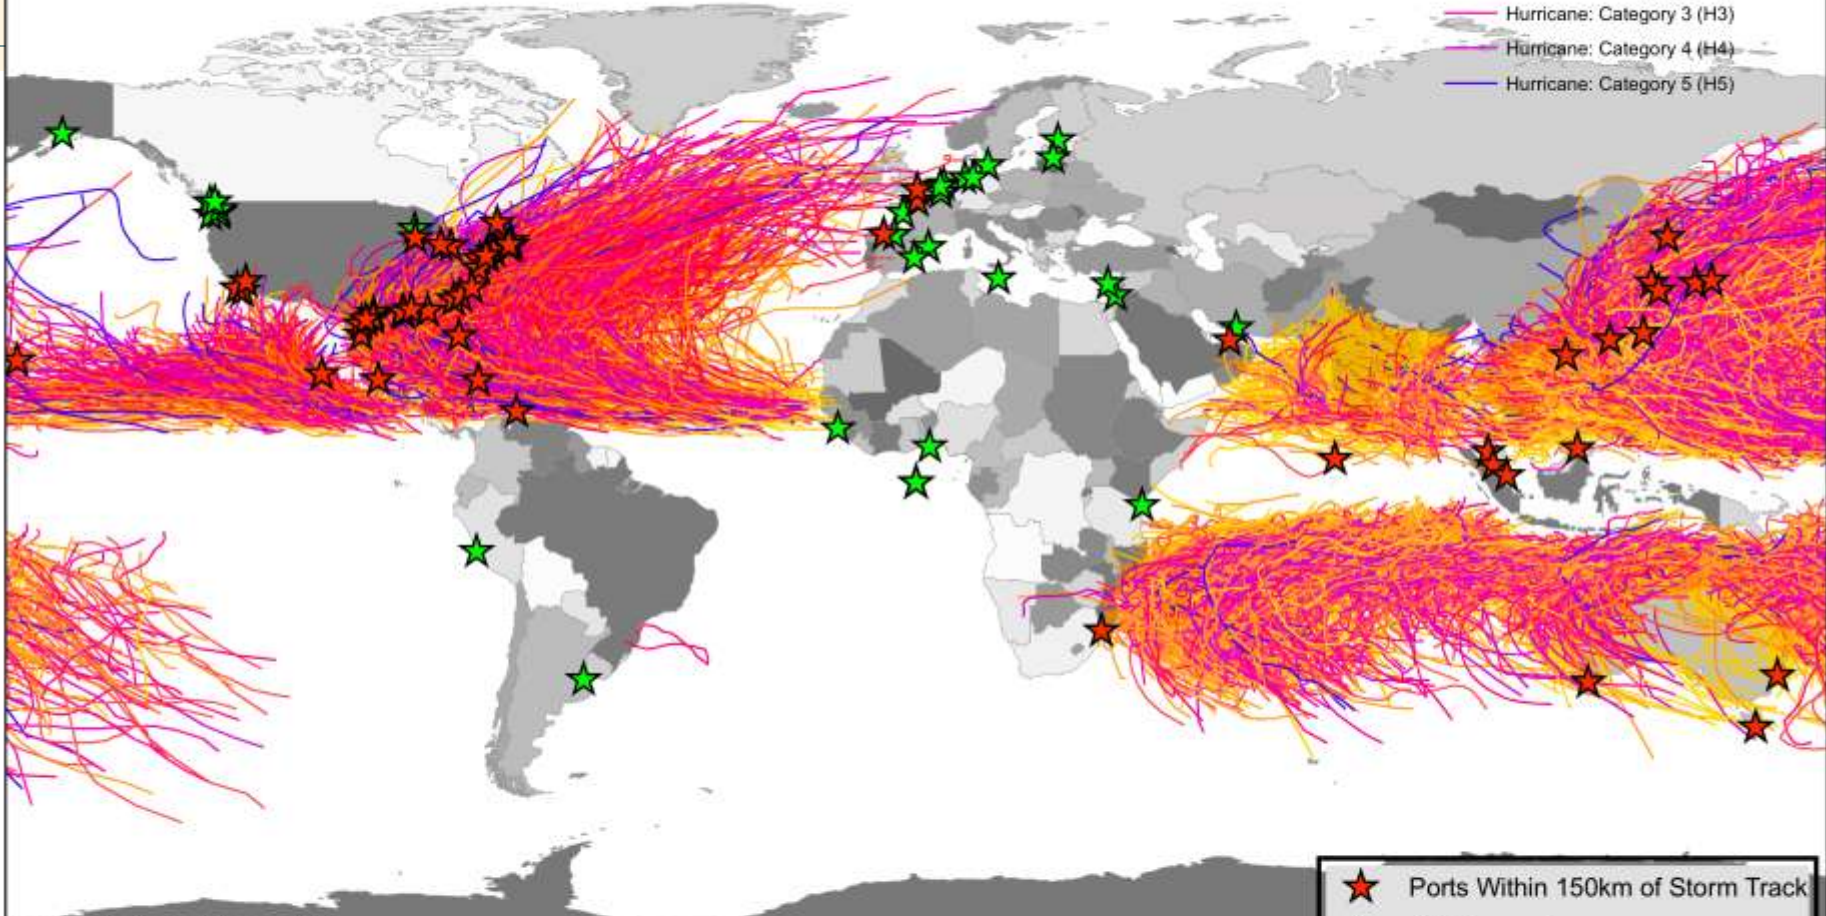 Hurricane: Category 3 (H3)
Hurricane: Category 4 (H4)
Hurricane: Category 5 (H5)
Ports Within 150km of Storm Track